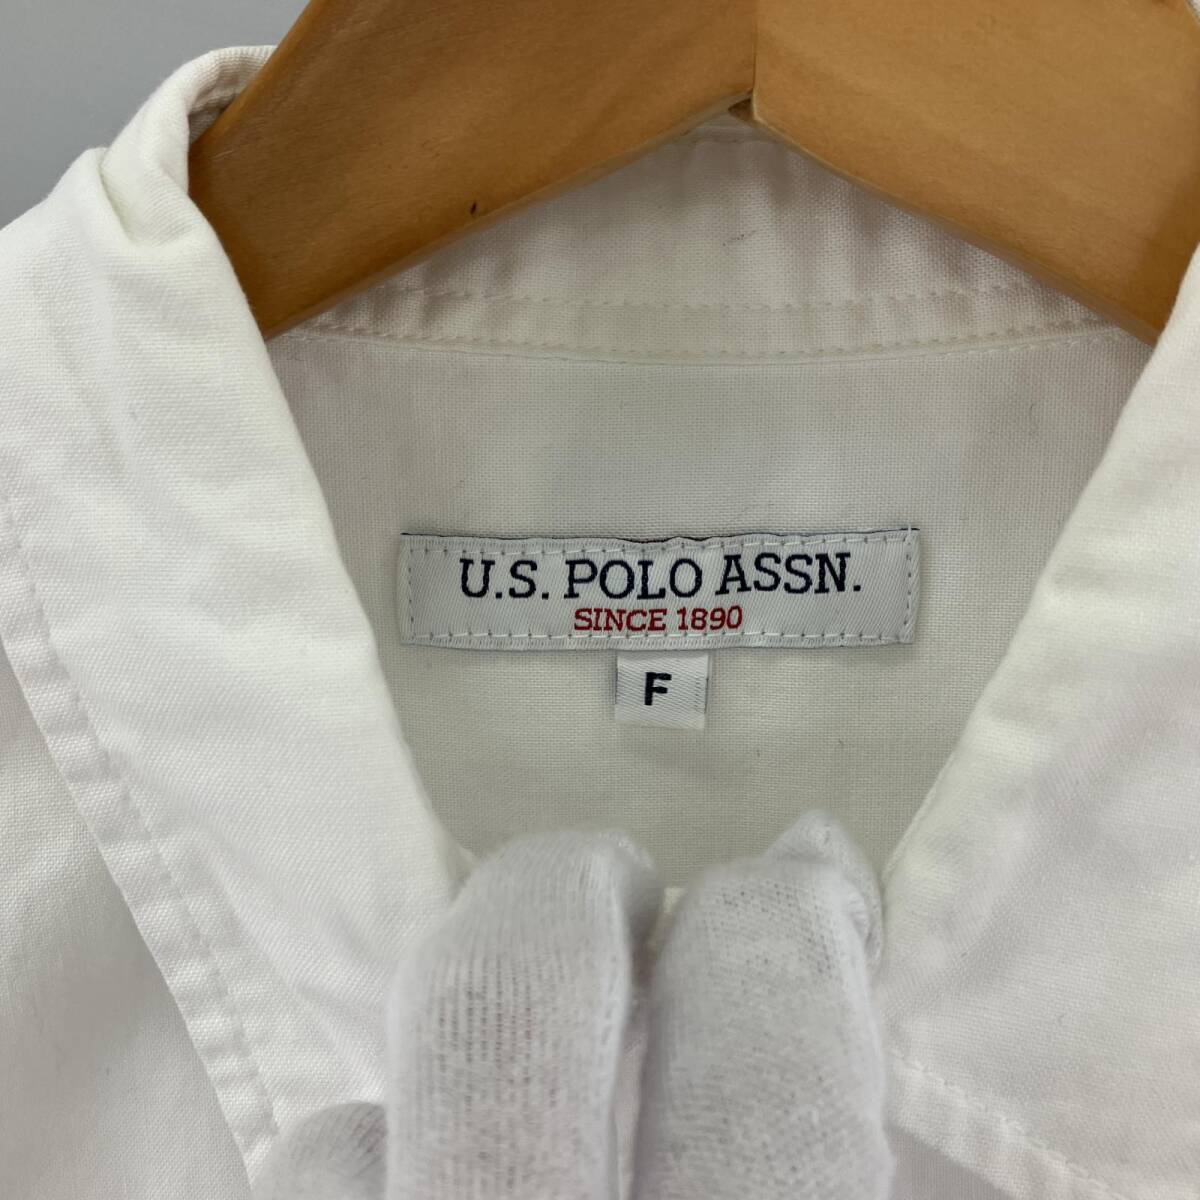 U.S. POLO ASSN.
SINCE 1890
F